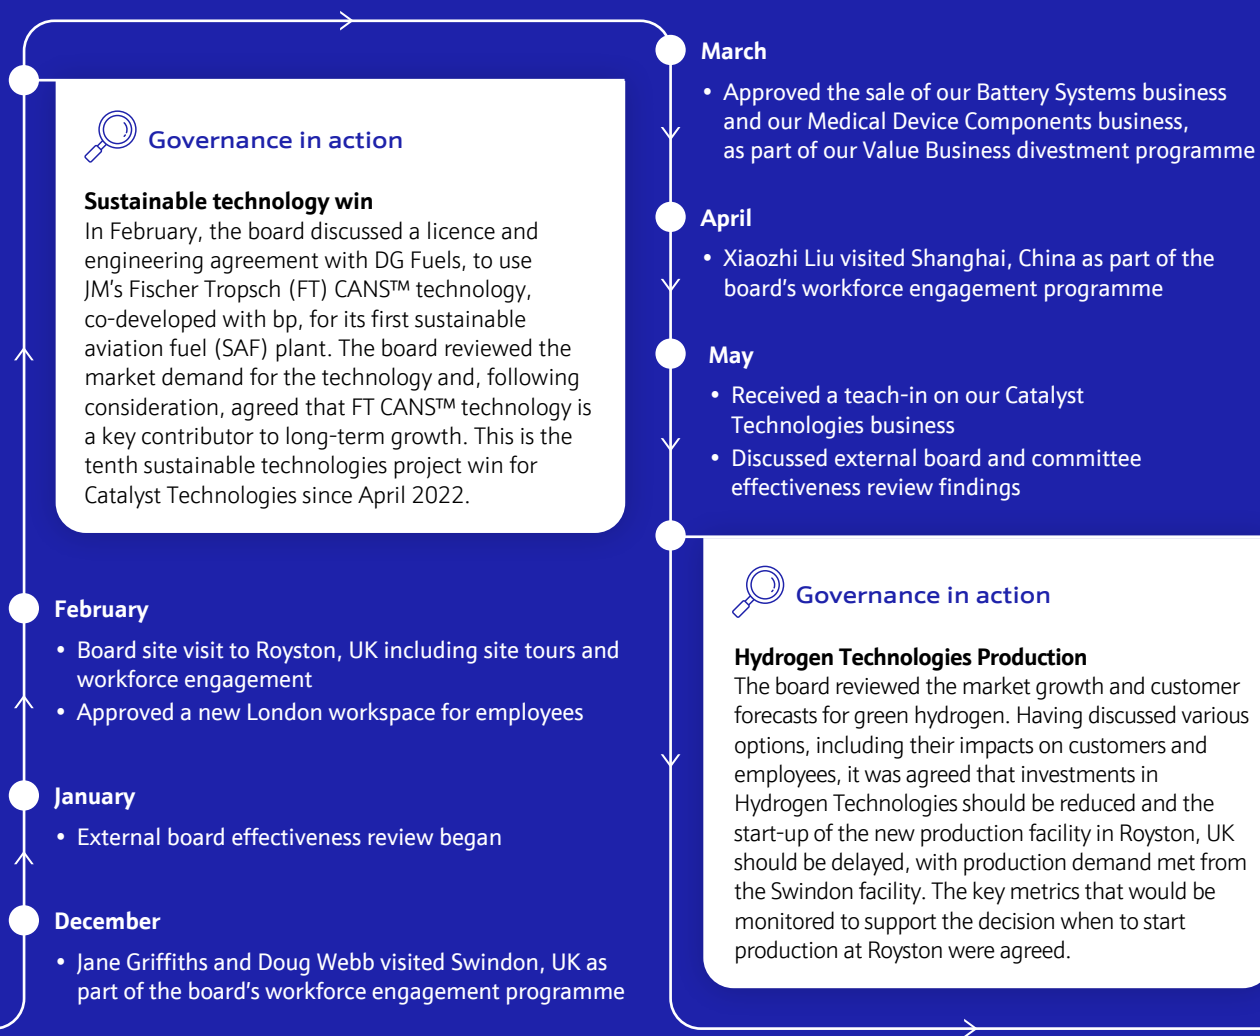 Governance in action
Sustainable technology win
In February, the board discussed a licence and
engineering agreement with DG Fuels, to use
JM's Fischer Tropsch (FT) CANS™ technology,
co-developed with bp, for its first sustainable
aviation fuel (SAF) plant. The board reviewed the
market demand for the technology and, following
consideration, agreed that FT CANS™ technology is
a key contributor to long-term growth. This is the
tenth sustainable technologies project win for
Catalyst Technologies since April 2022.
February
• Board site visit to Royston, UK including site tours and
workforce engagement
• Approved a new London workspace for employees
January
• External board effectiveness review began
December
• Jane Griffiths and Doug Webb visited Swindon, UK as
part of the board's workforce engagement programme
March
• Approved the sale of our Battery Systems business
and our Medical Device Components business,
as part of our Value Business divestment programme
April
• Xiaozhi Liu visited Shanghai, China as part of the
board's workforce engagement programme
May
• Received a teach-in on our Catalyst
Technologies business
• Discussed external board and committee
effectiveness review findings
Governance in action
Hydrogen Technologies Production
The board reviewed the market growth and customer
forecasts for green hydrogen. Having discussed various
options, including their impacts on customers and
employees, it was agreed that investments in
Hydrogen Technologies should be reduced and the
start-up of the new production facility in Royston, UK
should be delayed, with production demand met from
the Swindon facility. The key metrics that would be
monitored to support the decision when to start
production at Royston were agreed.